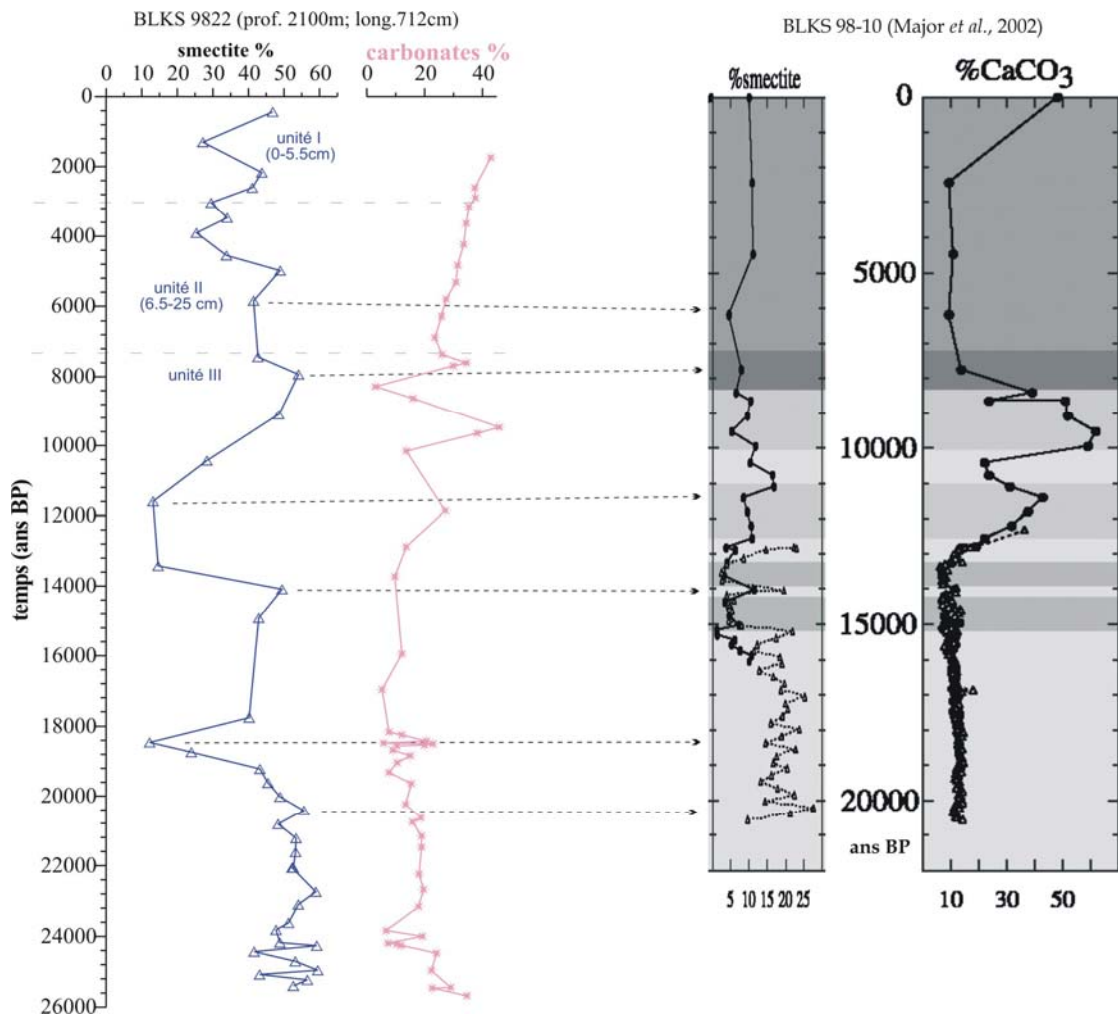 BLKS 9822 (prof. 2100m; long.712cm)
smectite %
carbonates %
0 10 20 30 40 50 60
0 20 40
temps (ans BP)
0
2000
4000
6000
8000
10000
12000
14000
16000
18000
20000
22000
24000
26000
unité I
(0-5.5cm)
unité II
(6.5-25 cm)
unité III
BLKS 98-10 (Major et al., 2002)
%smectite
%CaCO3
0
5000
10000
15000
20000
ans BP
5 10 15 20 25
10 30 50